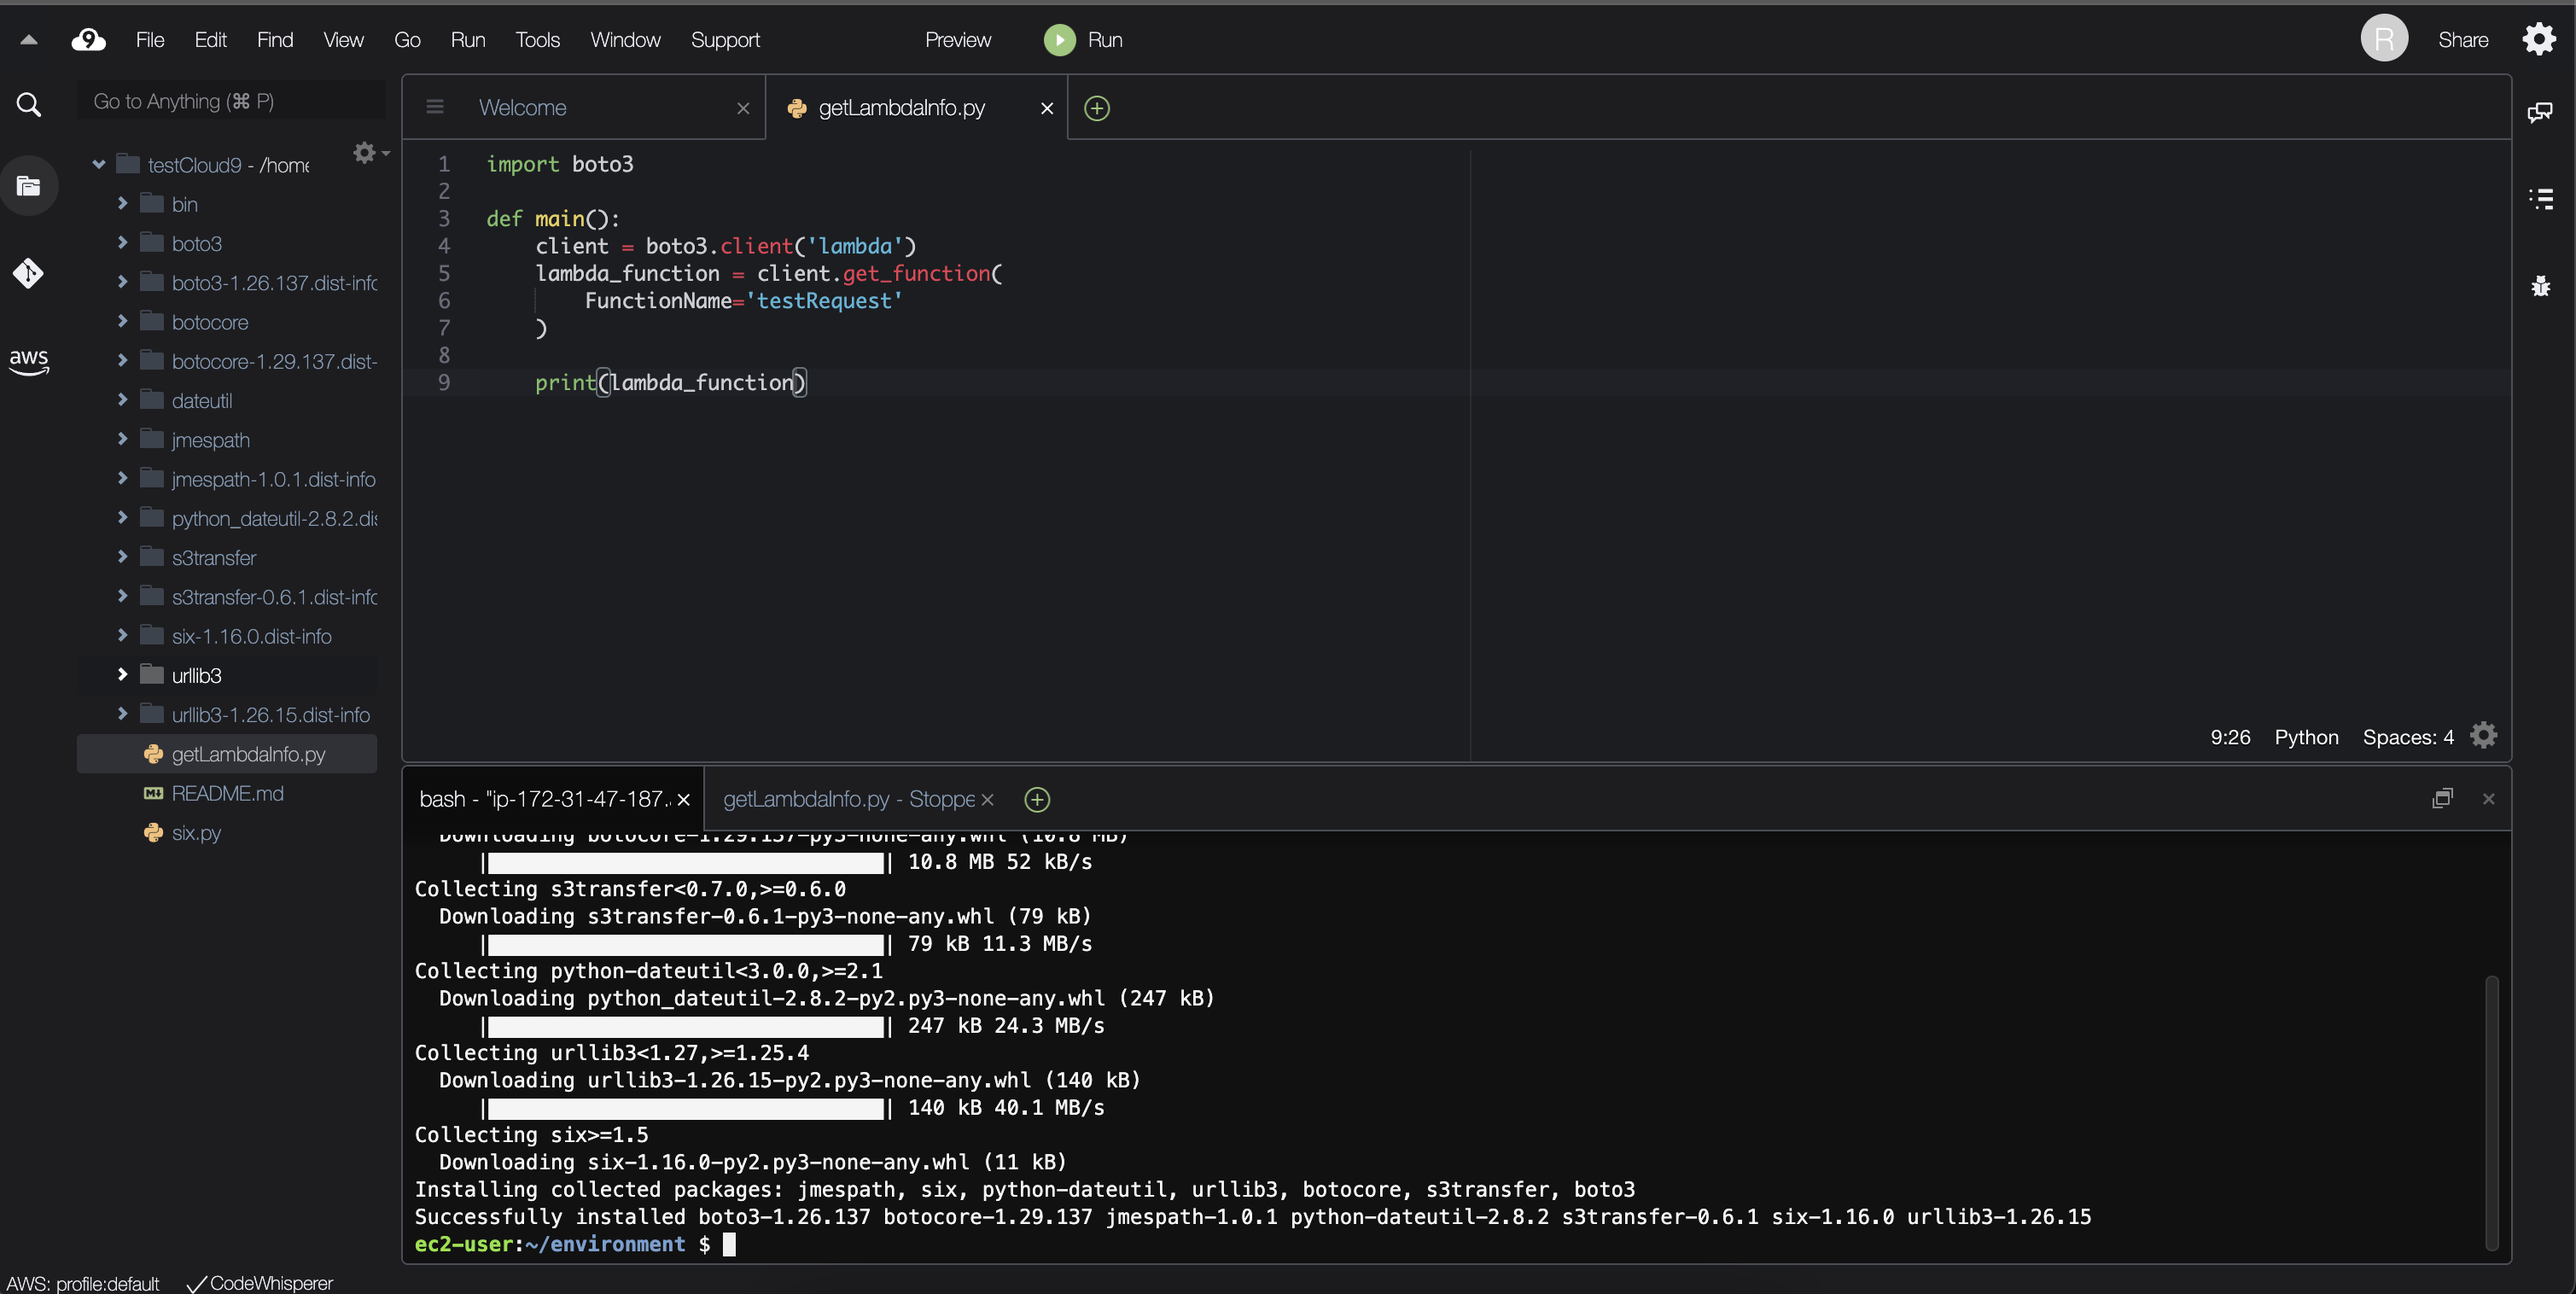 9 File Edit Find View Go Run Tools Window Support Preview Run R Share
Go to Anything (⌘ P)
Welcome
getLambdaInfo.py
testCloud9 - /home
bin
boto3
boto3-1.26.137.dist-info
botocore
botocore-1.29.137.dist-
dateutil
jmespath
jmespath-1.0.1.dist-info
python_dateutil-2.8.2.dis
s3transfer
s3transfer-0.6.1.dist-info
six-1.16.0.dist-info
urllib3
urllib3-1.26.15.dist-info
getLambdaInfo.py
README.md
six.py
aws
1 import boto3
2
3 def main():
4     client = boto3.client('lambda')
5     lambda_function = client.get_function(
6         FunctionName='testRequest'
7     )
8
9     print(lambda_function)
9:26 Python Spaces: 4
bash - "ip-172-31-47-187.
getLambdaInfo.py - Stoppe
Downloading botocore-1.29.137-py3-none-any.whl (10.8 MB)
| 10.8 MB 52 kB/s
Collecting s3transfer<0.7.0,>=0.6.0
Downloading s3transfer-0.6.1-py3-none-any.whl (79 kB)
| 79 kB 11.3 MB/s
Collecting python-dateutil<3.0.0,>=2.1
Downloading python_dateutil-2.8.2-py2.py3-none-any.whl (247 kB)
| 247 kB 24.3 MB/s
Collecting urllib3<1.27,>=1.25.4
Downloading urllib3-1.26.15-py2.py3-none-any.whl (140 kB)
| 140 kB 40.1 MB/s
Collecting six>=1.5
Downloading six-1.16.0-py2.py3-none-any.whl (11 kB)
Installing collected packages: jmespath, six, python-dateutil, urllib3, botocore, s3transfer, boto3
Successfully installed boto3-1.26.137 botocore-1.29.137 jmespath-1.0.1 python-dateutil-2.8.2 s3transfer-0.6.1 six-1.16.0 urllib3-1.26.15
ec2-user:~/environment $
AWS: profile:default ✓ CodeWhisperer